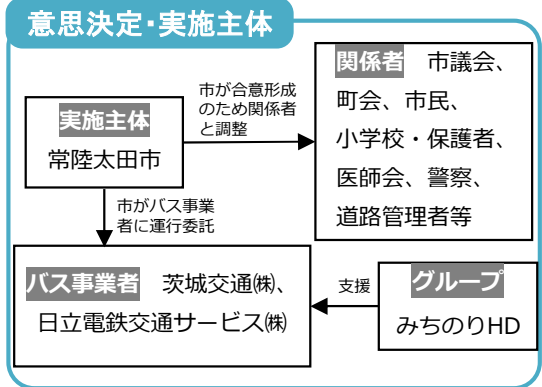 意思決定・実施主体
実施主体
常陸太田市
市が合意形成
のため関係者
と調整
関係者 市議会、
町会、市民、
小学校・保護者、
医師会、警察、
道路管理者等
市がバス事業
者に運行委託
バス事業者 茨城交通㈱、
日立電鉄交通サービス㈱
支援
グループ
みちのりHD